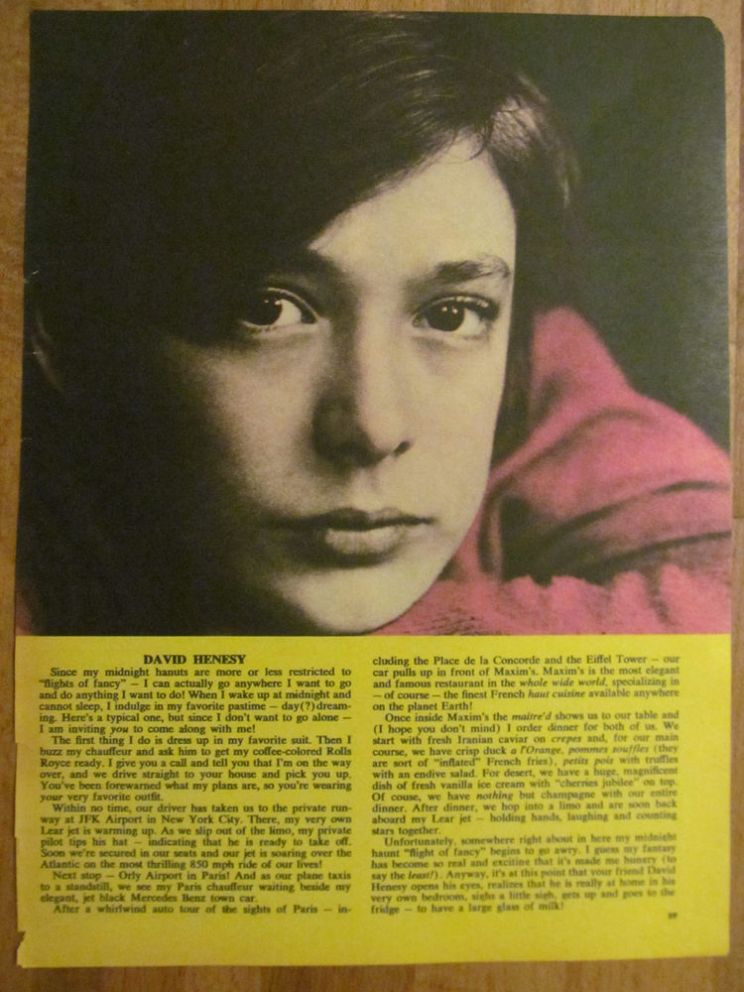 DAVID HENESY
Since my midnight hanuts are more or less restricted to
"flights of fancy" — I can actually go anywhere I want to go
and do anything I want to do! When I wake up at midnight and
cannot sleep, I indulge in my favorite pastime — day(?)dream-
ing. Here's a typical one, but since I don't want to go alone —
I am inviting you to come along with me!
The first thing I do is dress up in my favorite suit. Then I
buzz my chauffeur and ask him to get my coffee-colored Rolls
Royce ready. I give you a call and tell you that I'm on the way
over, and we drive straight to your house and pick you up.
You've been forewarned what my plans are, so you're wearing
your very favorite outfit.
Within no time, our driver has taken us to the private run-
way at JFK Airport in New York City. There, my very own
Lear jet is warming up. As we slip out of the limo, my private
pilot tips his hat — indicating that he is ready to take off.
Soon we're secured in our seats and our jet is soaring over the
Atlantic on the most thrilling 850 mph ride of our lives!
Next stop — Orly Airport in Paris! And as our plane taxis
to a standstill, we see my Paris chauffeur waiting beside my
elegant, jet black Mercedes Benz town car.
After a whirlwind auto tour of the sights of Paris — in-
cluding the Place de la Concorde and the Eiffel Tower — our
car pulls up in front of Maxim's. Maxim's is the most elegant
and famous restaurant in the whole wide world, specializing in
— of course — the finest French haut cuisine available anywhere
on the planet Earth!
Once inside Maxim's the maitre'd shows us to our table and
(I hope you don't mind) I order dinner for both of us. We
start with fresh Iranian caviar on crepes and, for our main
course, we have crisp duck a l'Orange, pommes souffles (they
are sort of "inflated" French fries), petits pois with truffles
with an endive salad. For desert, we have a huge, magnificent
dish of fresh vanilla ice cream with "cherries jubilee" on top.
Of couse, we have nothing but champagne with our entire
dinner. After dinner, we hop into a limo and are soon back
aboard my Lear jet — holding hands, laughing and counting
stars together.
Unfortunately, somewhere right about in here my midnight
haunt "flight of fancy" begins to go awry. I guess my fantasy
has become so real and excitine that it's made me hungry (to
say the least!). Anyway, it's at this point that your friend David
Henesy opens his eyes, realizes that he is really at home in his
very own bedroom, sighs a little sigh, gets up and goes to the
fridge — to have a large glass of milk!